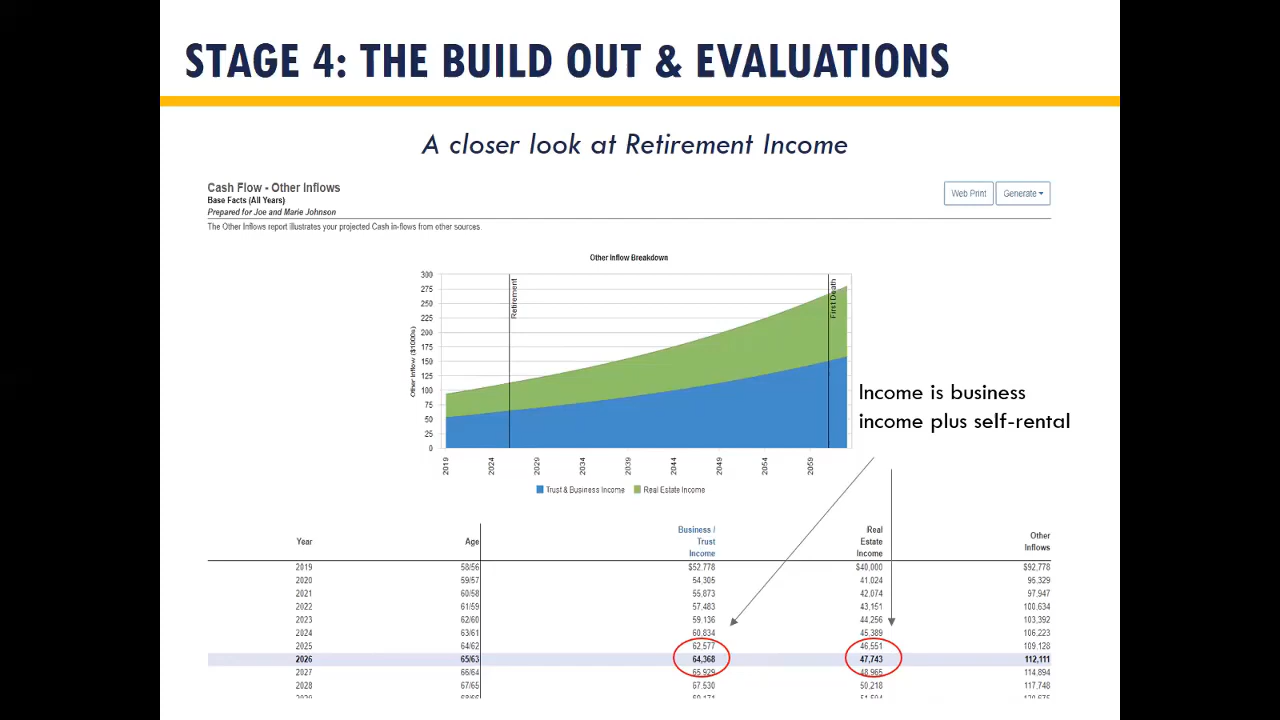 STAGE 4: THE BUILD OUT & EVALUATIONS
A closer look at Retirement Income
Cash Flow - Other Inflows
Base Facts (All Years)
Prepared for Joe and Marie Johnson
Web Print
Generate
The Other Inflows report illustrates your projected Cash in-flows from other sources.
Other Inflow Breakdown
Other Inflow ($1000s)
300
275
250
225
200
175
150
125
100
75
50
25
0
Retirement
First Death
2019 2024 2029 2034 2039 2044 2049 2054 2059
Trust & Business Income Real Estate Income
Income is business
income plus self-rental
Year Age Business / Trust Income Real Estate Income Other Inflows
2019 58/56 $52,778 $40,000 $92,778
2020 59/57 54,305 41,024 95,329
2021 60/58 55,873 42,074 97,947
2022 61/59 57,483 43,151 100,634
2023 62/60 59,136 44,256 103,392
2024 63/61 60,834 45,389 106,223
2025 64/62 62,577 46,551 109,128
2026 65/63 64,368 47,743 112,111
2027 66/64 65,929 48,965 114,894
2028 67/65 67,530 50,218 117,748